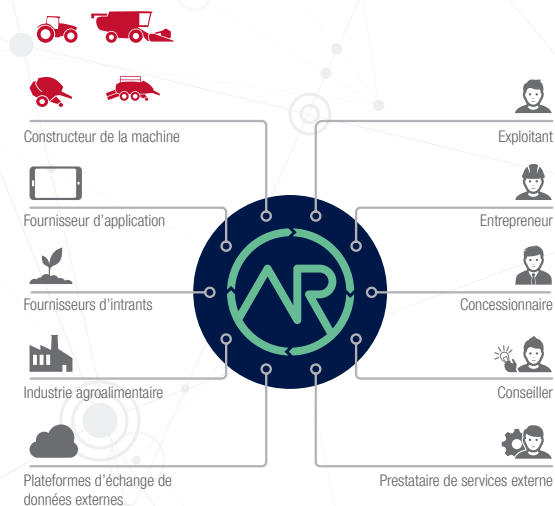 Constructeur de la machine
Exploitant
Fournisseur d'application
Entrepreneur
Fournisseurs d'intrants
Concessionnaire
AR
Industrie agroalimentaire
Conseiller
Plateformes d'échange de
données externes
Prestataire de services externe